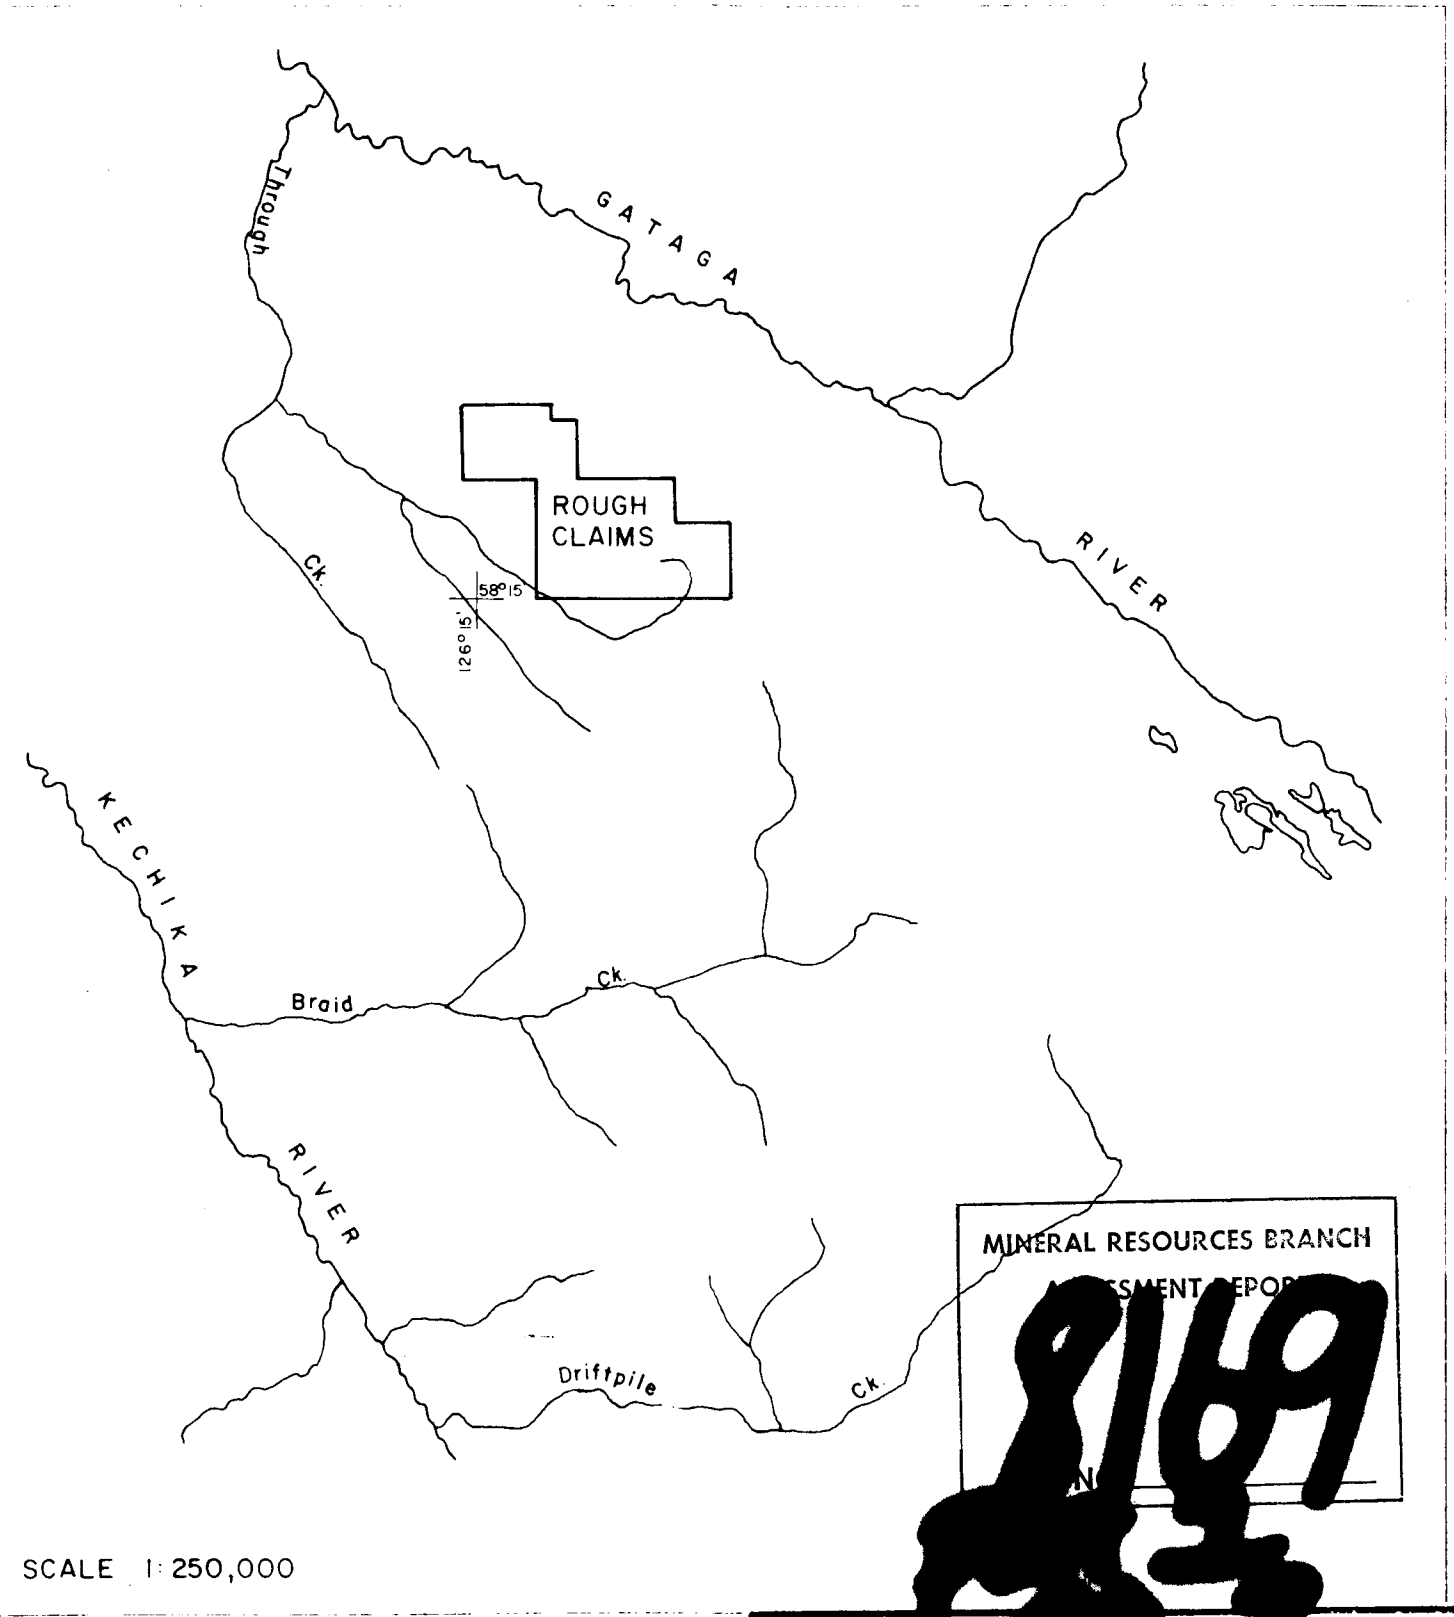 Through
GATAGA
ROUGH
CLAIMS
Ck.
58°15'
126°15'
RIVER
KECHIKA
Ck.
Braid
RIVER
MINERAL RESOURCES BRANCH
8169
Driftpile
Ck.
SCALE 1:250,000